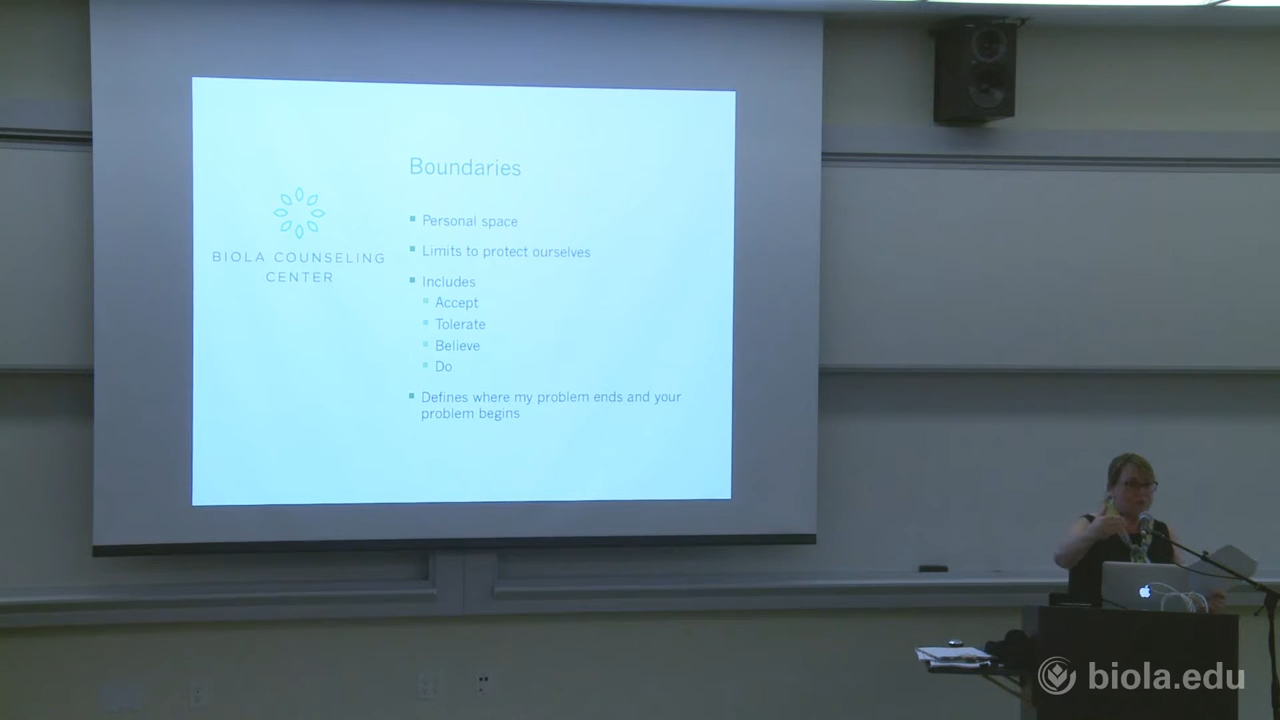 Boundaries
BIOLA COUNSELING
CENTER
Personal space
Limits to protect ourselves
Includes
Accept
Tolerate
Believe
Do
Defines where my problem ends and your
problem begins
biola.edu